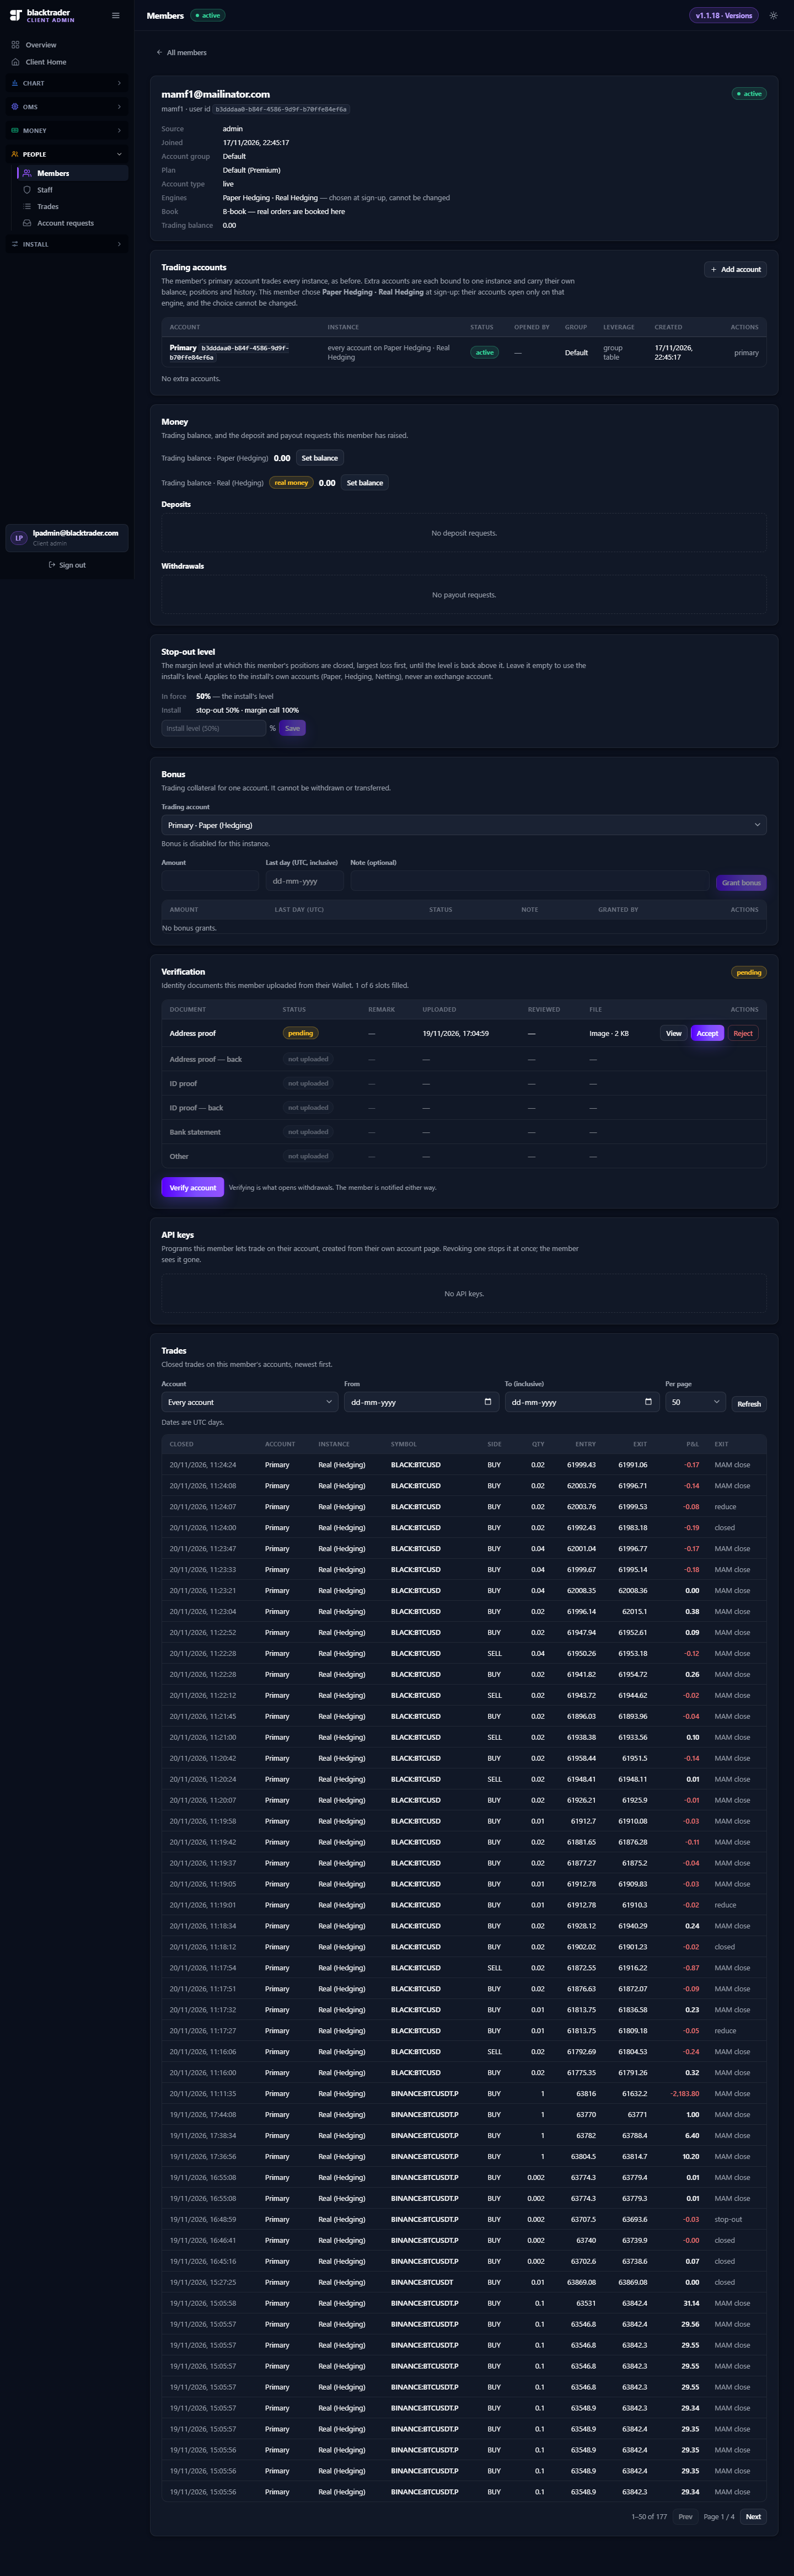 blacktrader
CLIENT ADMIN
Overview
Client Home
CHART
OMS
MONEY
PEOPLE
Members
Staff
Trades
Account requests
INSTALL
LP
lpadmin@blacktrader.com
Client admin
Sign out
Members active
v1.1.18 · Versions
← All members
mamf1@mailinator.com
active
mamf1 · user id b3dddaa0-b84f-4586-9d9f-b70ffe84ef6a
Source admin
Joined 17/11/2026, 22:45:17
Account group Default
Plan Default (Premium)
Account type live
Engines Paper Hedging · Real Hedging — chosen at sign-up, cannot be changed
Book B-book — real orders are booked here
Trading balance 0.00
Trading accounts
+ Add account
The member's primary account trades every instance, as before. Extra accounts are each bound to one instance and carry their own
balance, positions and history. This member chose Paper Hedging · Real Hedging at sign-up: their accounts open only on that
engine, and the choice cannot be changed.
ACCOUNT INSTANCE STATUS OPENED BY GROUP LEVERAGE CREATED ACTIONS
Primary b3dddaa0-b84f-4586-9d9f-b70ffe84ef6a every account on Paper Hedging · Real Hedging active — Default group table 17/11/2026, 22:45:17 primary
No extra accounts.
Money
Trading balance, and the deposit and payout requests this member has raised.
Trading balance · Paper (Hedging) 0.00 Set balance
Trading balance · Real (Hedging) real money 0.00 Set balance
Deposits
No deposit requests.
Withdrawals
No payout requests.
Stop-out level
The margin level at which this member's positions are closed, largest loss first, until the level is back above it. Leave it empty to use the
install's level. Applies to the install's own accounts (Paper, Hedging, Netting), never an exchange account.
In force 50% — the install's level
Install stop-out 50% · margin call 100%
install level (50%) % Save
Bonus
Trading collateral for one account. It cannot be withdrawn or transferred.
Trading account
Primary · Paper (Hedging)
Bonus is disabled for this instance.
Amount Last day (UTC, inclusive) Note (optional)
dd-mm-yyyy Grant bonus
AMOUNT LAST DAY (UTC) STATUS NOTE GRANTED BY ACTIONS
No bonus grants.
Verification
pending
Identity documents this member uploaded from their Wallet. 1 of 6 slots filled.
DOCUMENT STATUS REMARK UPLOADED REVIEWED FILE ACTIONS
Address proof pending — 19/11/2026, 17:04:59 — Image · 2 KB View Accept Reject
Address proof — back not uploaded — — — —
ID proof not uploaded — — — —
ID proof — back not uploaded — — — —
Bank statement not uploaded — — — —
Other not uploaded — — — —
Verify account Verifying is what opens withdrawals. The member is notified either way.
API keys
Programs this member lets trade on their account, created from their own account page. Revoking one stops it at once; the member
sees it gone.
No API keys.
Trades
Closed trades on this member's accounts, newest first.
Account From To (inclusive) Per page
Every account dd-mm-yyyy dd-mm-yyyy 50 Refresh
Dates are UTC days.
CLOSED ACCOUNT INSTANCE SYMBOL SIDE QTY ENTRY EXIT P&L EXIT
20/11/2026, 11:24:24 Primary Real (Hedging) BLACK:BTCUSD BUY 0.02 61999.43 61991.06 -0.17 MAM close
20/11/2026, 11:24:08 Primary Real (Hedging) BLACK:BTCUSD BUY 0.02 62003.76 61996.71 -0.14 MAM close
20/11/2026, 11:24:07 Primary Real (Hedging) BLACK:BTCUSD BUY 0.02 62003.76 61999.53 -0.08 reduce
20/11/2026, 11:24:00 Primary Real (Hedging) BLACK:BTCUSD BUY 0.02 61992.43 61983.18 -0.19 closed
20/11/2026, 11:23:47 Primary Real (Hedging) BLACK:BTCUSD BUY 0.04 62001.04 61996.77 -0.17 MAM close
20/11/2026, 11:23:33 Primary Real (Hedging) BLACK:BTCUSD BUY 0.04 61999.67 61995.14 -0.18 MAM close
20/11/2026, 11:23:21 Primary Real (Hedging) BLACK:BTCUSD BUY 0.04 62008.35 62008.36 0.00 MAM close
20/11/2026, 11:23:04 Primary Real (Hedging) BLACK:BTCUSD BUY 0.02 61996.14 62015.1 0.38 MAM close
20/11/2026, 11:22:52 Primary Real (Hedging) BLACK:BTCUSD BUY 0.02 61947.94 61952.61 0.09 MAM close
20/11/2026, 11:22:28 Primary Real (Hedging) BLACK:BTCUSD SELL 0.04 61950.26 61953.18 -0.12 MAM close
20/11/2026, 11:22:28 Primary Real (Hedging) BLACK:BTCUSD BUY 0.02 61941.82 61954.72 0.26 MAM close
20/11/2026, 11:22:12 Primary Real (Hedging) BLACK:BTCUSD SELL 0.02 61943.72 61944.62 -0.02 MAM close
20/11/2026, 11:21:45 Primary Real (Hedging) BLACK:BTCUSD BUY 0.02 61896.03 61893.96 -0.04 MAM close
20/11/2026, 11:21:00 Primary Real (Hedging) BLACK:BTCUSD SELL 0.02 61938.38 61933.56 0.10 MAM close
20/11/2026, 11:20:42 Primary Real (Hedging) BLACK:BTCUSD BUY 0.02 61958.44 61951.5 -0.14 MAM close
20/11/2026, 11:20:24 Primary Real (Hedging) BLACK:BTCUSD SELL 0.02 61948.41 61948.11 0.01 MAM close
20/11/2026, 11:20:07 Primary Real (Hedging) BLACK:BTCUSD BUY 0.02 61926.21 61925.9 -0.01 MAM close
20/11/2026, 11:19:58 Primary Real (Hedging) BLACK:BTCUSD BUY 0.01 61912.7 61910.08 -0.03 MAM close
20/11/2026, 11:19:42 Primary Real (Hedging) BLACK:BTCUSD BUY 0.02 61881.65 61876.28 -0.11 MAM close
20/11/2026, 11:19:37 Primary Real (Hedging) BLACK:BTCUSD BUY 0.02 61877.27 61875.2 -0.04 MAM close
20/11/2026, 11:19:05 Primary Real (Hedging) BLACK:BTCUSD BUY 0.01 61912.78 61909.83 -0.03 MAM close
20/11/2026, 11:19:01 Primary Real (Hedging) BLACK:BTCUSD BUY 0.01 61912.78 61910.3 -0.02 reduce
20/11/2026, 11:18:34 Primary Real (Hedging) BLACK:BTCUSD BUY 0.02 61928.12 61940.29 0.24 MAM close
20/11/2026, 11:18:12 Primary Real (Hedging) BLACK:BTCUSD BUY 0.02 61902.02 61901.23 -0.02 closed
20/11/2026, 11:17:54 Primary Real (Hedging) BLACK:BTCUSD SELL 0.02 61872.55 61916.22 -0.87 MAM close
20/11/2026, 11:17:51 Primary Real (Hedging) BLACK:BTCUSD BUY 0.02 61876.63 61872.07 -0.09 MAM close
20/11/2026, 11:17:32 Primary Real (Hedging) BLACK:BTCUSD BUY 0.01 61813.75 61836.58 0.23 MAM close
20/11/2026, 11:17:27 Primary Real (Hedging) BLACK:BTCUSD BUY 0.01 61813.75 61809.18 -0.05 reduce
20/11/2026, 11:16:06 Primary Real (Hedging) BLACK:BTCUSD SELL 0.02 61792.69 61804.53 -0.24 MAM close
20/11/2026, 11:16:00 Primary Real (Hedging) BLACK:BTCUSD BUY 0.02 61775.35 61791.26 0.32 MAM close
20/11/2026, 11:11:35 Primary Real (Hedging) BINANCE:BTCUSDT.P BUY 1 63816 61632.2 -2,183.80 MAM close
19/11/2026, 17:44:08 Primary Real (Hedging) BINANCE:BTCUSDT.P BUY 1 63770 63771 1.00 MAM close
19/11/2026, 17:38:34 Primary Real (Hedging) BINANCE:BTCUSDT.P BUY 1 63782 63788.4 6.40 MAM close
19/11/2026, 17:36:56 Primary Real (Hedging) BINANCE:BTCUSDT.P BUY 1 63804.5 63814.7 10.20 MAM close
19/11/2026, 16:55:08 Primary Real (Hedging) BINANCE:BTCUSDT.P BUY 0.002 63774.3 63779.4 0.01 MAM close
19/11/2026, 16:55:08 Primary Real (Hedging) BINANCE:BTCUSDT.P BUY 0.002 63774.3 63779.3 0.01 MAM close
19/11/2026, 16:48:59 Primary Real (Hedging) BINANCE:BTCUSDT.P BUY 0.002 63707.5 63693.6 -0.03 stop-out
19/11/2026, 16:46:41 Primary Real (Hedging) BINANCE:BTCUSDT.P BUY 0.002 63740 63739.9 -0.00 closed
19/11/2026, 16:45:16 Primary Real (Hedging) BINANCE:BTCUSDT.P BUY 0.002 63702.6 63738.6 0.07 closed
19/11/2026, 15:27:25 Primary Real (Hedging) BINANCE:BTCUSDT BUY 0.01 63869.08 63869.08 0.00 closed
19/11/2026, 15:05:58 Primary Real (Hedging) BINANCE:BTCUSDT.P BUY 0.1 63531 63842.4 31.14 MAM close
19/11/2026, 15:05:57 Primary Real (Hedging) BINANCE:BTCUSDT.P BUY 0.1 63546.8 63842.4 29.56 MAM close
19/11/2026, 15:05:57 Primary Real (Hedging) BINANCE:BTCUSDT.P BUY 0.1 63546.8 63842.3 29.55 MAM close
19/11/2026, 15:05:57 Primary Real (Hedging) BINANCE:BTCUSDT.P BUY 0.1 63546.8 63842.3 29.55 MAM close
19/11/2026, 15:05:57 Primary Real (Hedging) BINANCE:BTCUSDT.P BUY 0.1 63546.8 63842.3 29.55 MAM close
19/11/2026, 15:05:57 Primary Real (Hedging) BINANCE:BTCUSDT.P BUY 0.1 63548.9 63842.3 29.34 MAM close
19/11/2026, 15:05:57 Primary Real (Hedging) BINANCE:BTCUSDT.P BUY 0.1 63548.9 63842.4 29.35 MAM close
19/11/2026, 15:05:56 Primary Real (Hedging) BINANCE:BTCUSDT.P BUY 0.1 63548.9 63842.4 29.35 MAM close
19/11/2026, 15:05:56 Primary Real (Hedging) BINANCE:BTCUSDT.P BUY 0.1 63548.9 63842.4 29.35 MAM close
19/11/2026, 15:05:56 Primary Real (Hedging) BINANCE:BTCUSDT.P BUY 0.1 63548.9 63842.3 29.34 MAM close
1–50 of 177 Prev Page 1 / 4 Next